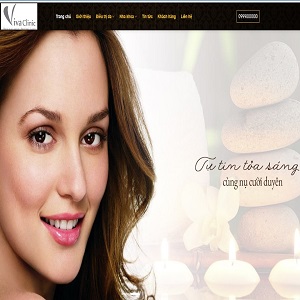 Viva Clinic
Trang chủ Giới thiệu Điều trị da Nha khoa Tin tức Khách hàng Liên hệ
0999000000
Tự tin tỏa sáng
cùng nụ cười duyên